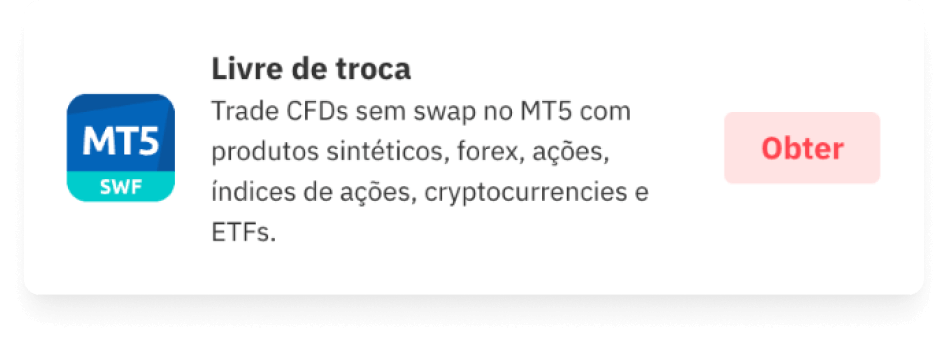 Livre de troca
Trade CFDs sem swap no MT5 com
produtos sintéticos, forex, ações,
índices de ações, cryptocurrencies e
ETFs.
MT5
SWF
Obter